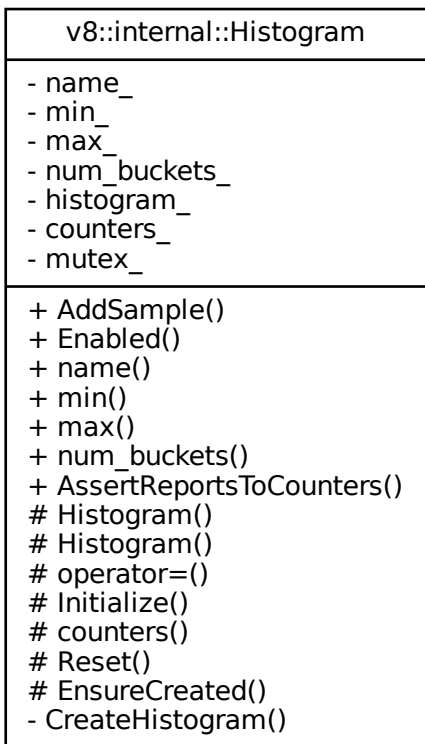 v8::internal::Histogram
- name_
- min_
- max_
- num_buckets_
- histogram_
- counters_
- mutex_
+ AddSample()
+ Enabled()
+ name()
+ min()
+ max()
+ num_buckets()
+ AssertReportsToCounters()
# Histogram()
# Histogram()
# operator=()
# Initialize()
# counters()
# Reset()
# EnsureCreated()
- CreateHistogram()